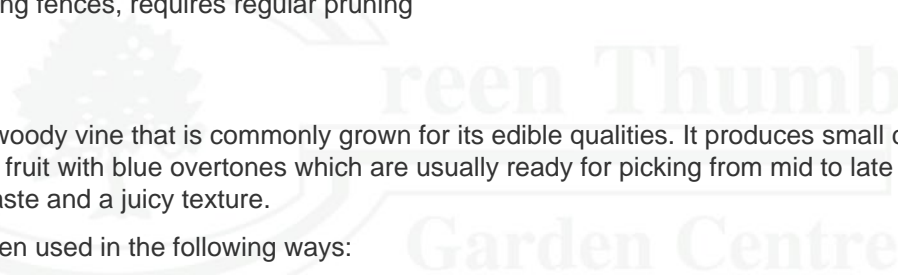 ng fences, requires regular pruning
reen Thumb
woody vine that is commonly grown for its edible qualities. It produces small
fruit with blue overtones which are usually ready for picking from mid to late
aste and a juicy texture.
en used in the following ways:
Garden Centre